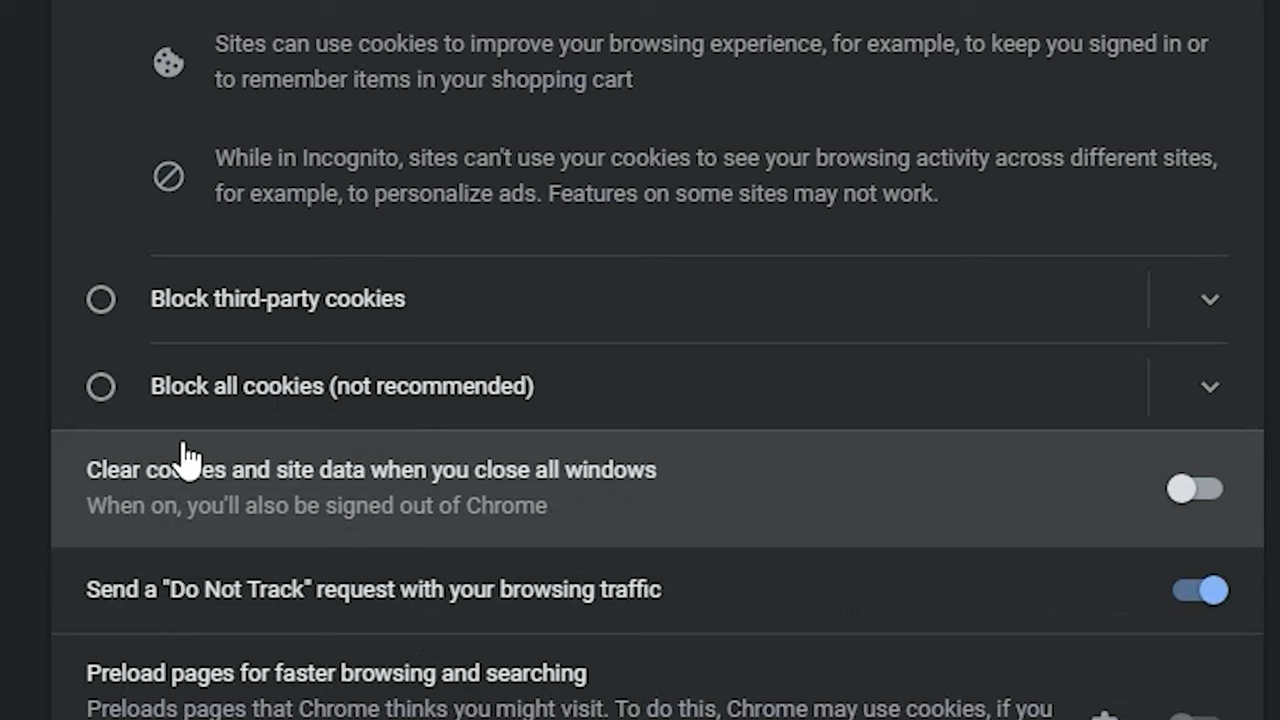 Sites can use cookies to improve your browsing experience, for example, to keep you signed in or
to remember items in your shopping cart
While in Incognito, sites can't use your cookies to see your browsing activity across different sites,
for example, to personalize ads. Features on some sites may not work.
Block third-party cookies
Block all cookies (not recommended)
Clear cookies and site data when you close all windows
When on, you'll also be signed out of Chrome
Send a "Do Not Track" request with your browsing traffic
Preload pages for faster browsing and searching
Preloads pages that Chrome thinks you might visit. To do this, Chrome may use cookies, if you